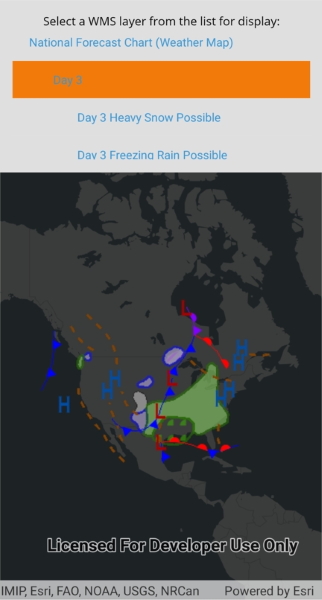 Select a WMS layer from the list for display:
National Forecast Chart (Weather Map)
Day 3
Day 3 Heavy Snow Possible
Day 3 Freezing Rain Possible
L
H
H
L
H
H
H
H
H
L
L
Licensed For Developer Use Only
IMIP, Esri, FAO, NOAA, USGS, NRCan Powered by Esri